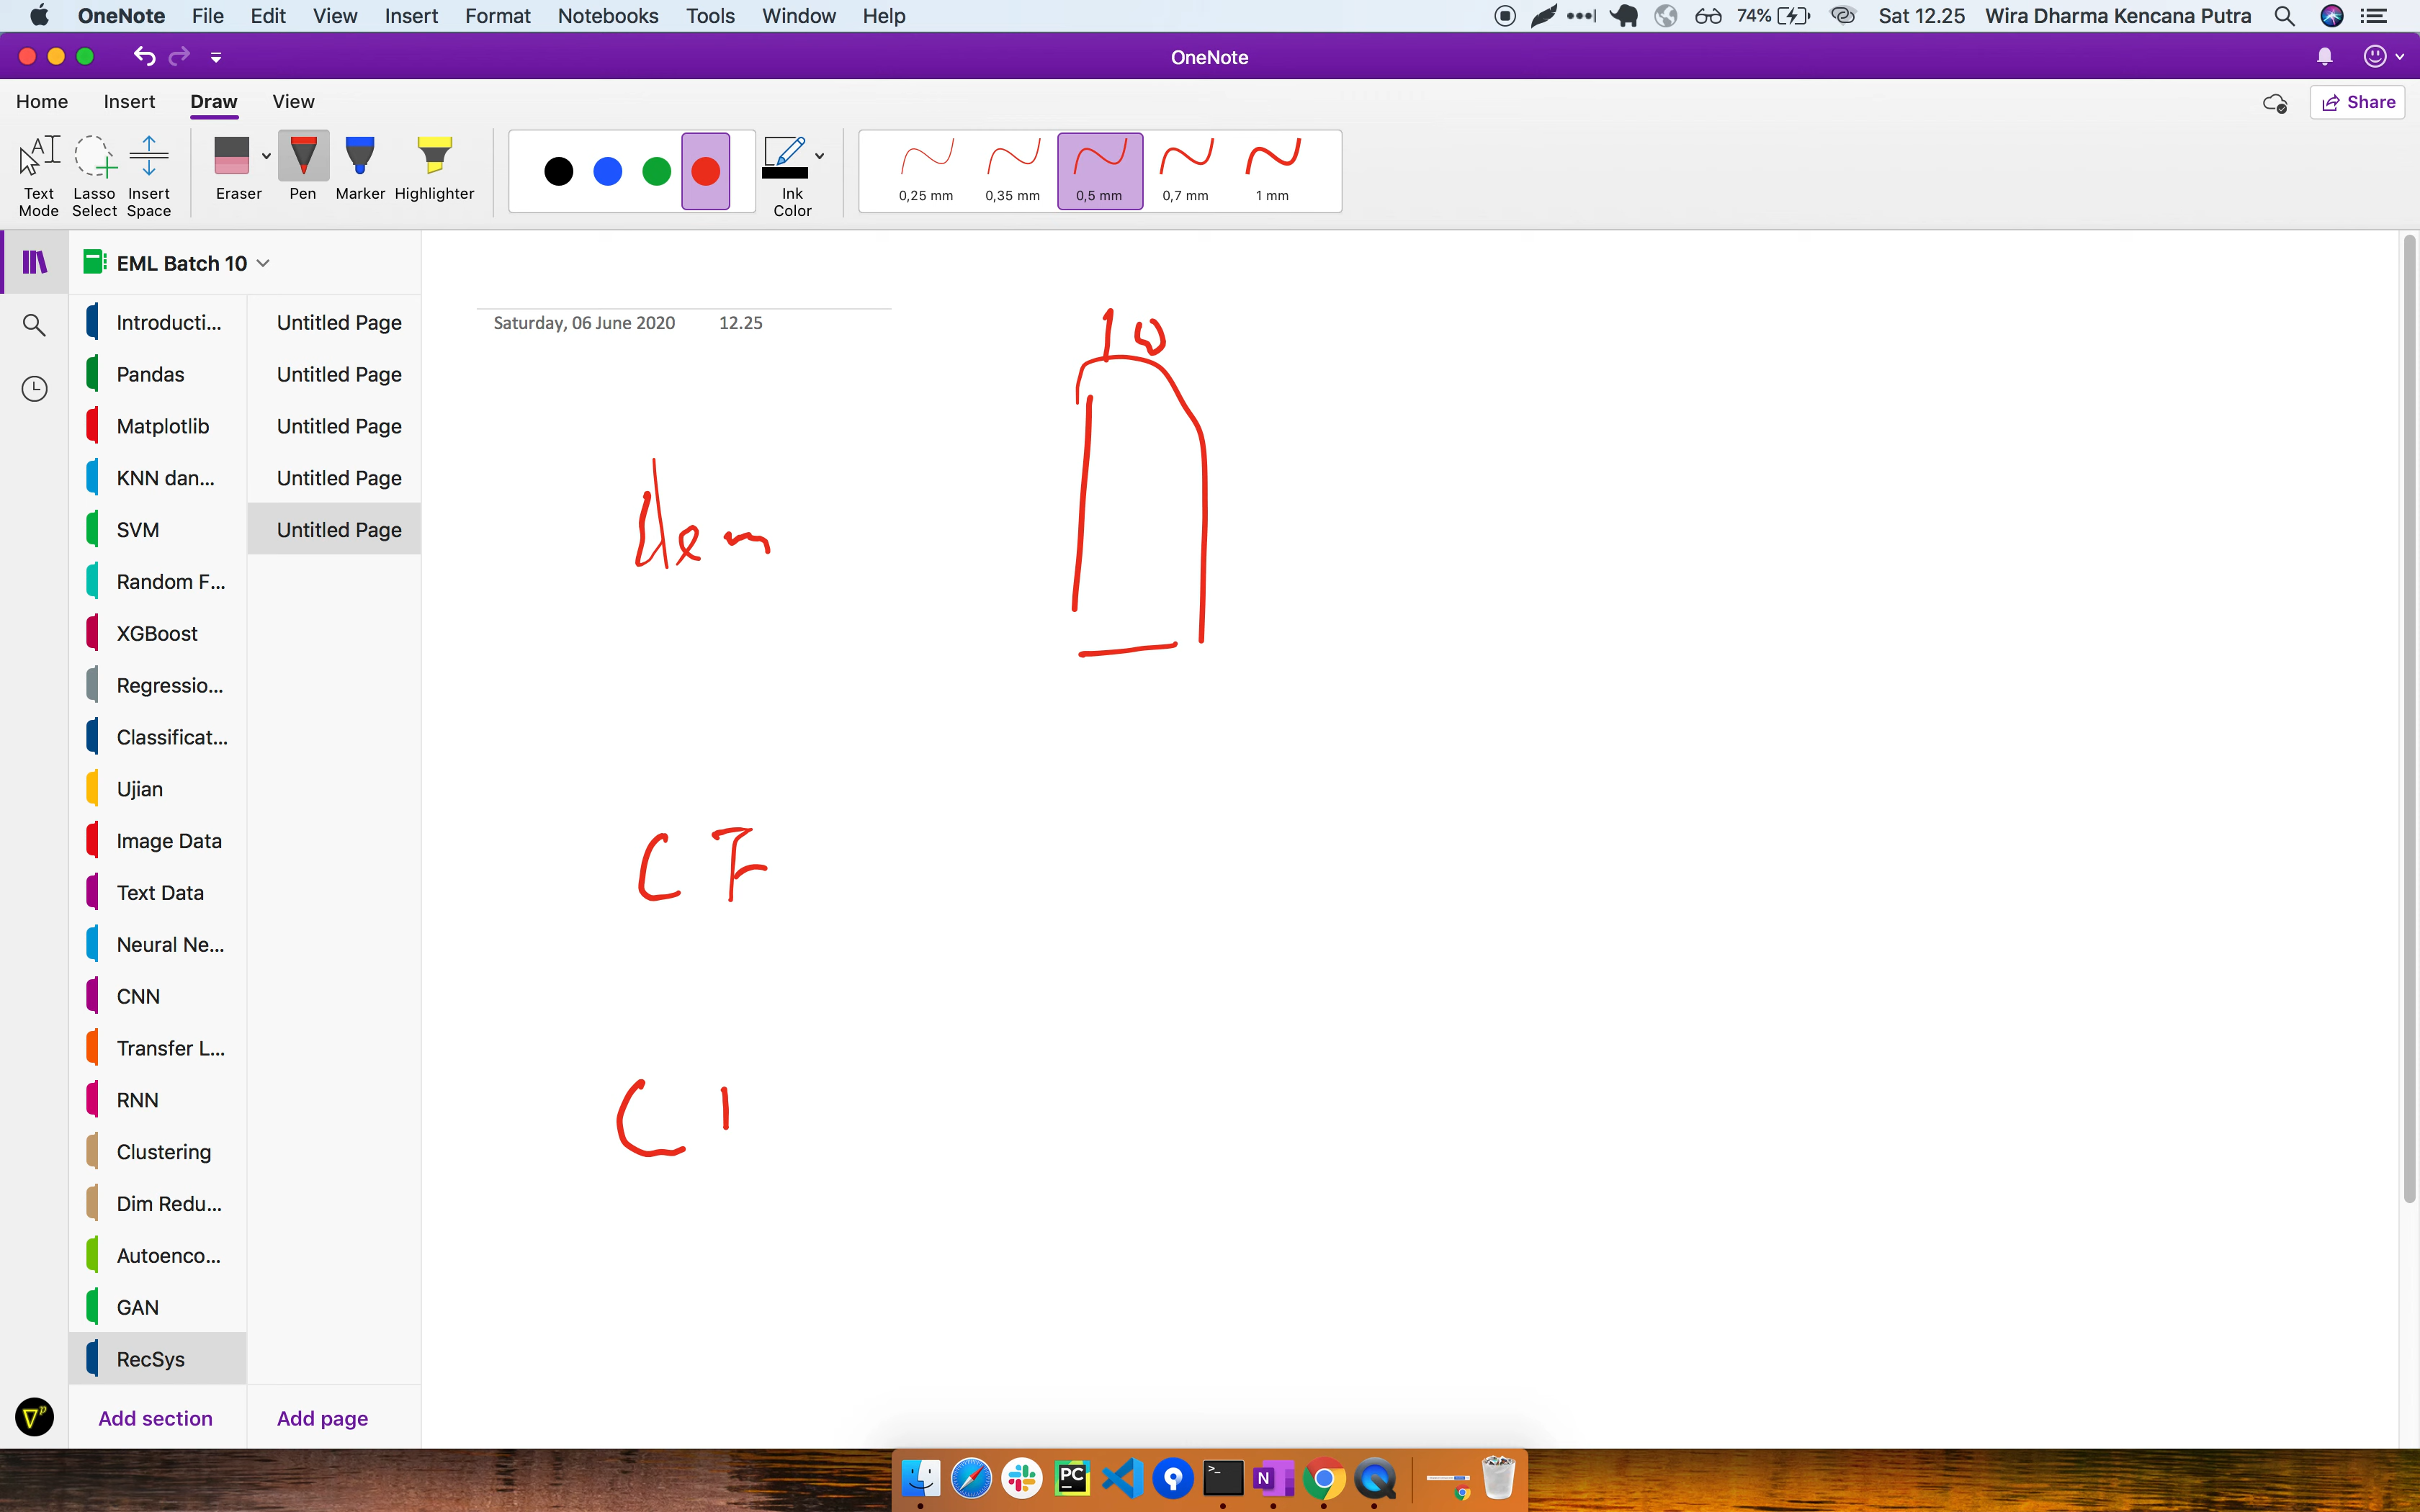 OneNote File Edit View Insert Format Notebooks Tools Window Help 74% Sat 12.25 Wira Dharma Kencana Putra
OneNote
Home Insert Draw View Share
Text Mode
Lasso Select
Insert Space
Eraser
Pen
Marker
Highlighter
Ink Color
0,25 mm
0,35 mm
0,5 mm
0,7 mm
1 mm
EML Batch 10
Introducti...
Pandas
Matplotlib
KNN dan...
SVM
Random F...
XGBoost
Regressio...
Classificat...
Ujian
Image Data
Text Data
Neural Ne...
CNN
Transfer L...
RNN
Clustering
Dim Redu...
Autoenco...
GAN
RecSys
Add section
Untitled Page
Untitled Page
Untitled Page
Untitled Page
Untitled Page
Add page
Saturday, 06 June 2020 12.25
10
dem
CF
C